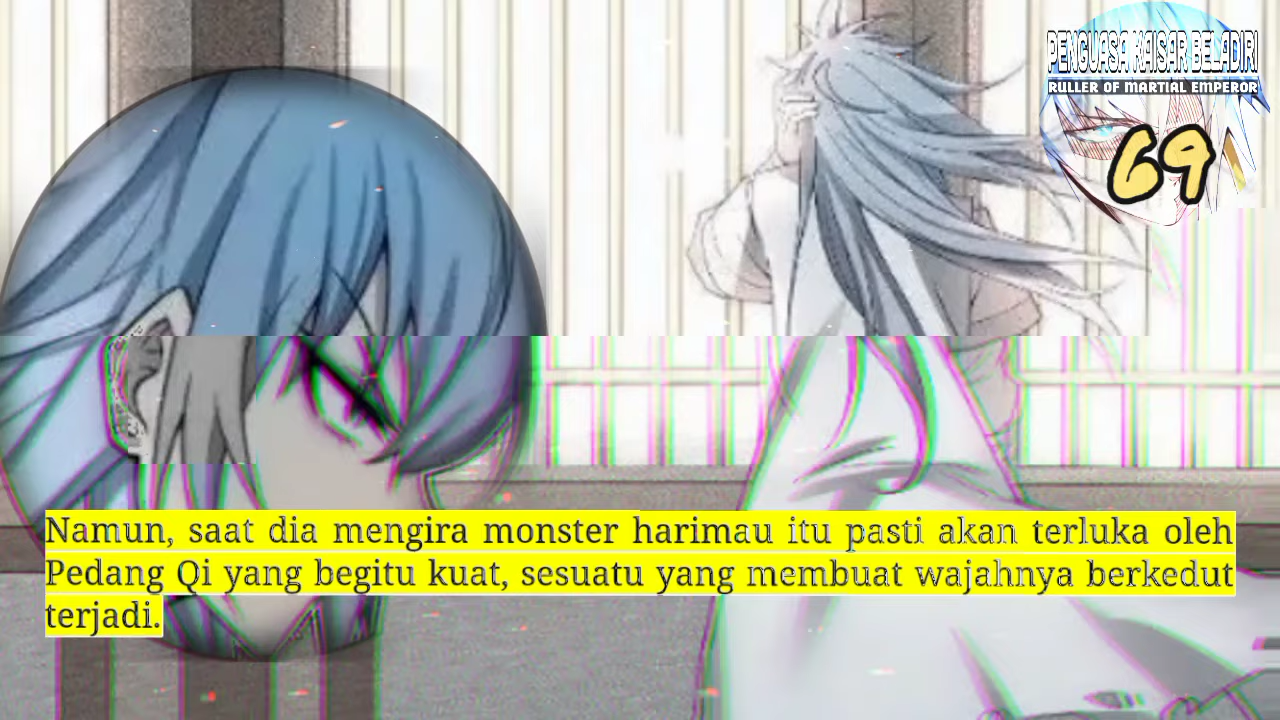 PENGUASA KAISAR BELADIRI
RULLER OF MARTIAL EMPEROR
69
Namun, saat dia mengira monster harimau itu pasti akan terluka oleh
Pedang Qi yang begitu kuat, sesuatu yang membuat wajahnya berkedut
terjadi.